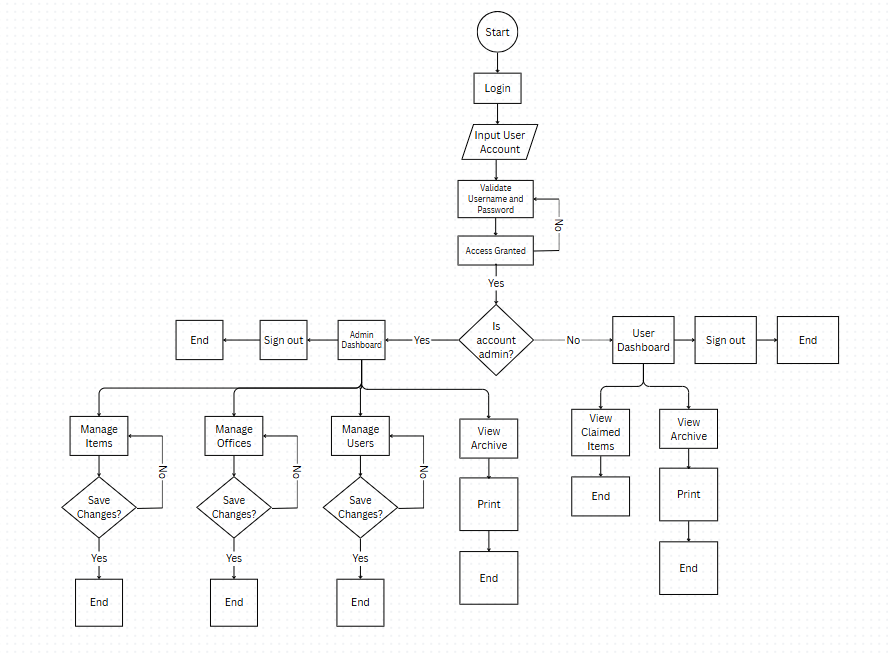 Start
Login
Input User
Account
Validate
Username and
Password
No
Access Granted
Yes
Is
account
admin?
Yes
No
Admin
Dashboard
Sign out
End
User
Dashboard
Sign out
End
Manage
Items
No
Save
Changes?
Yes
End
Manage
Offices
No
Save
Changes?
Yes
End
Manage
Users
No
Save
Changes?
Yes
End
View
Archive
Print
End
View
Claimed
Items
End
View
Archive
Print
End